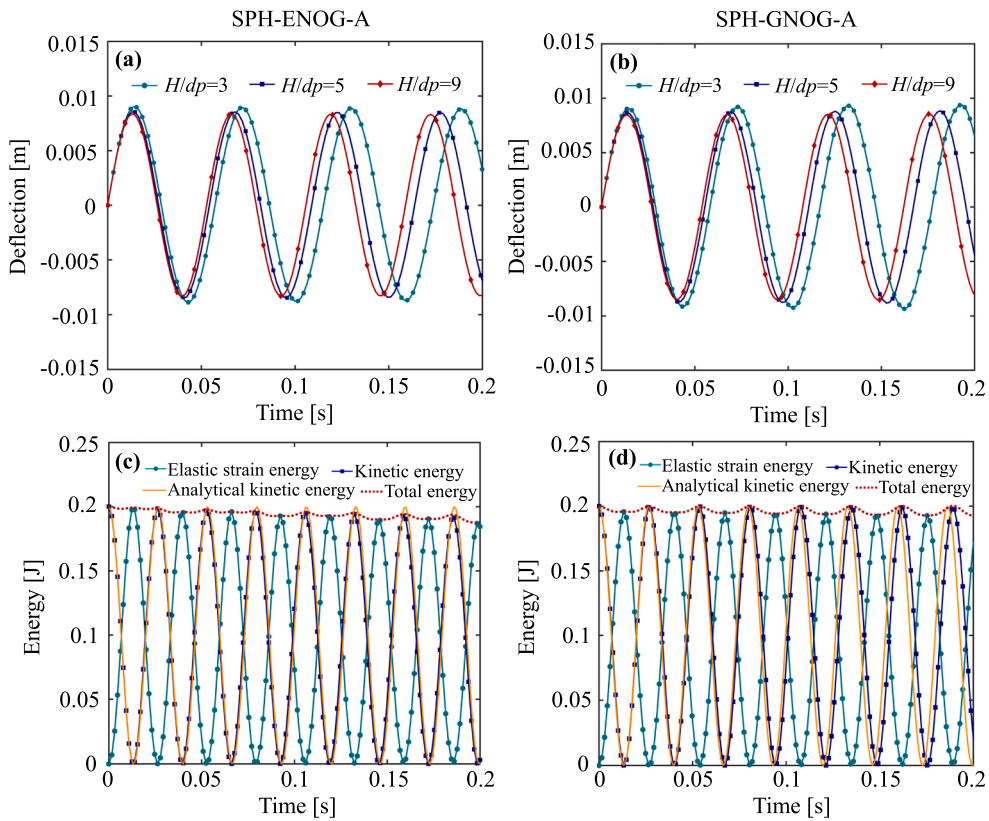 SPH-ENOG-A
SPH-GNOG-A
(a)
H/dp=3 H/dp=5 H/dp=9
0.015
0.01
0.005
0
-0.005
-0.01
-0.015
Deflection [m]
0 0.05 0.1 0.15 0.2
Time [s]
(b)
H/dp=3 H/dp=5 H/dp=9
0.015
0.01
0.005
0
-0.005
-0.01
-0.015
Deflection [m]
0 0.05 0.1 0.15 0.2
Time [s]
(c)
Elastic strain energy Kinetic energy
Analytical kinetic energy Total energy
0.25
0.2
0.15
0.1
0.05
0
Energy [J]
0 0.05 0.1 0.15 0.2
Time [s]
(d)
Elastic strain energy Kinetic energy
Analytical kinetic energy Total energy
0.25
0.2
0.15
0.1
0.05
0
Energy [J]
0 0.05 0.1 0.15 0.2
Time [s]